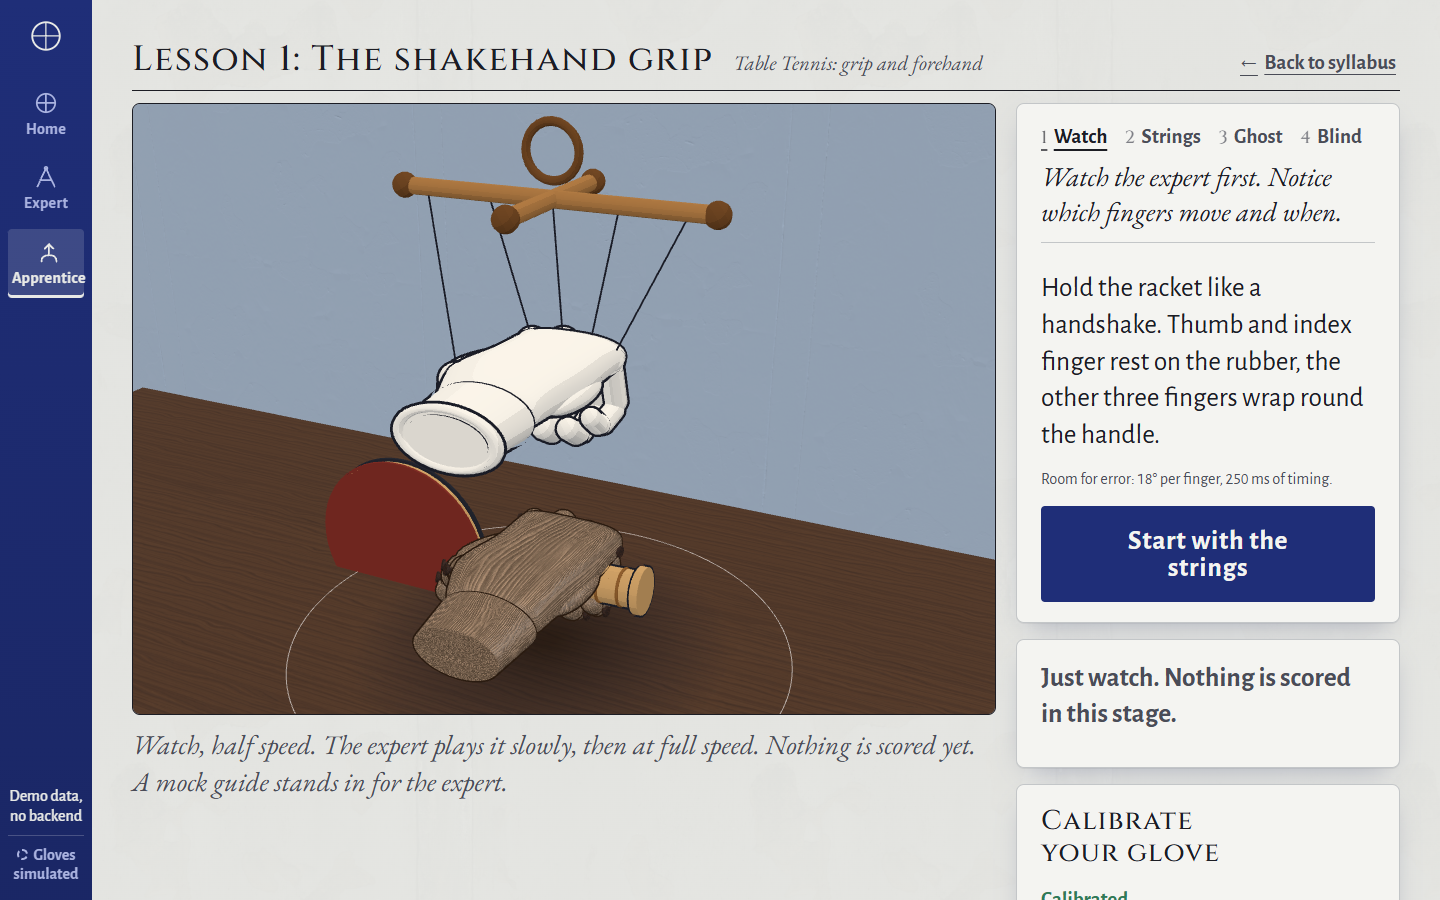 Lesson 1: The shakehand grip
Table Tennis: grip and forehand
← Back to syllabus
Home
Expert
Apprentice
Demo data,
no backend
Gloves
simulated
1 Watch 2 Strings 3 Ghost 4 Blind
Watch the expert first. Notice
which fingers move and when.
Hold the racket like a
handshake. Thumb and index
finger rest on the rubber, the
other three fingers wrap round
the handle.
Room for error: 18° per finger, 250 ms of timing.
Start with the
strings
Just watch. Nothing is scored
in this stage.
Calibrate
your glove
Calibrated
Watch, half speed. The expert plays it slowly, then at full speed. Nothing is scored yet.
A mock guide stands in for the expert.